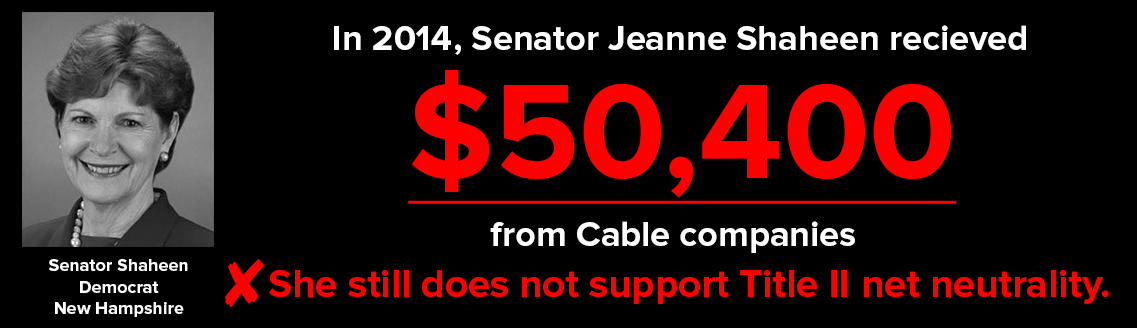 In 2014, Senator Jeanne Shaheen recieved
$50,400
from Cable companies
✘ She still does not support Title II net neutrality.
Senator Shaheen
Democrat
New Hampshire